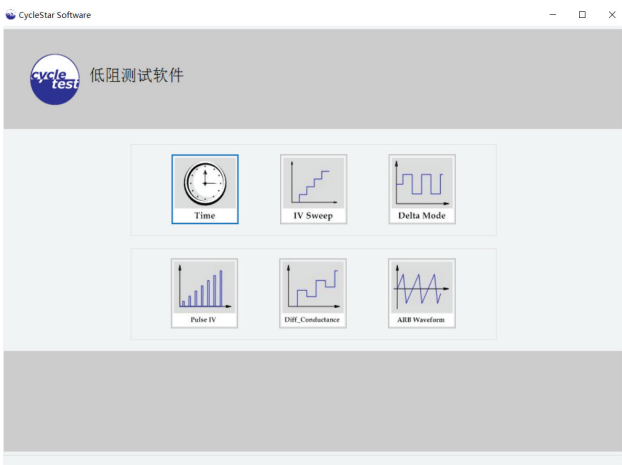 CycleStar Software
cycle
test
低阻测试软件
Time
IV Sweep
Delta Mode
Pulse IV
Diff_Conductance
ARB Waveform